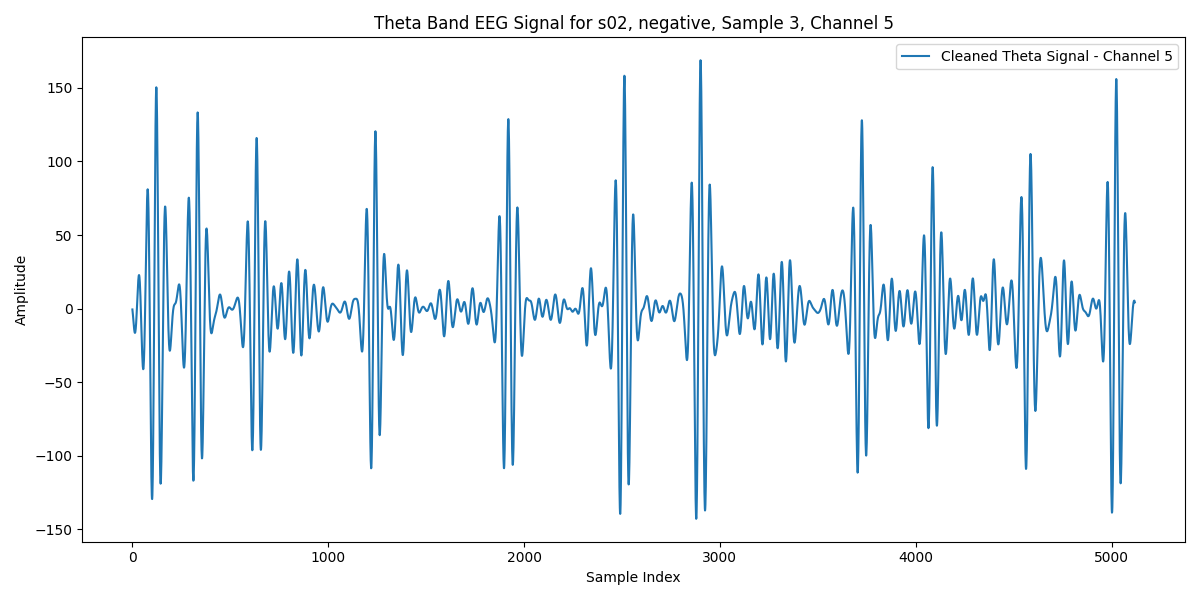 Theta Band EEG Signal for s02, negative, Sample 3, Channel 5
Cleaned Theta Signal - Channel 5
Amplitude
150
100
50
0
−50
−100
−150
0 1000 2000 3000 4000 5000
Sample Index